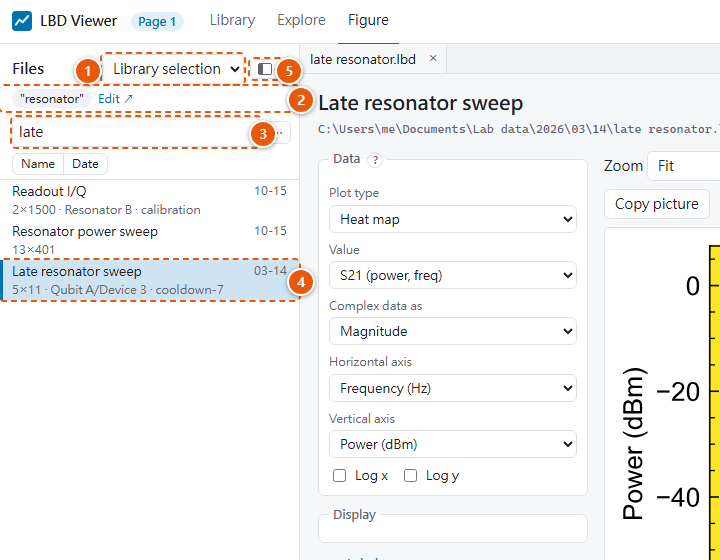 LBD Viewer Page 1 Library Explore Figure
Files 1 Library selection 5
late resonator.lbd ×
"resonator" Edit ↗ 2
late 3
Name Date
Readout I/Q 10-15
2×1500 · Resonator B · calibration
Resonator power sweep 10-15
13×401
Late resonator sweep 03-14
5×11 · Qubit A/Device 3 · cooldown-7 4
Late resonator sweep
C:\Users\me\Documents\Lab data\2026\03\14\late resonator.
Data ?
Plot type
Heat map
Value
S21 (power, freq)
Complex data as
Magnitude
Horizontal axis
Frequency (Hz)
Vertical axis
Power (dBm)
Log x Log y
Display
Zoom Fit
Copy picture
0
−20
−40
Power (dBm)